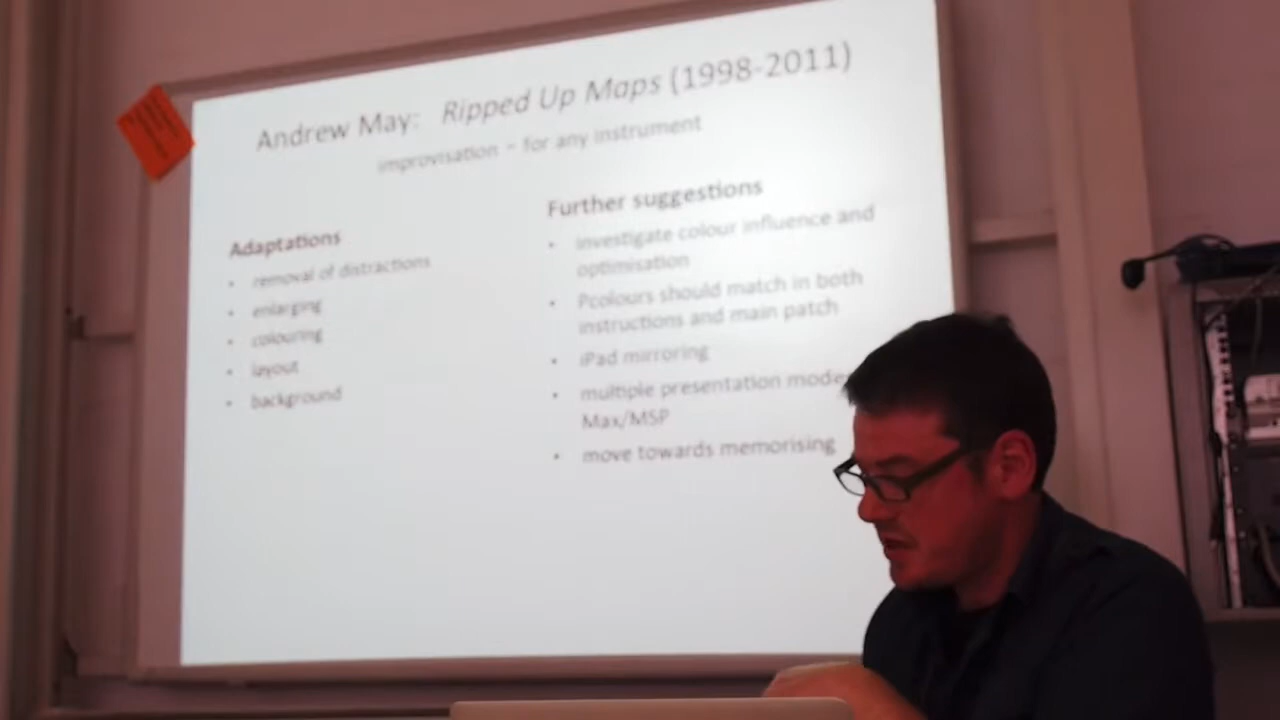 Andrew May: Ripped Up Maps (1998-2011)
improvisation – for any instrument
Adaptations
• removal of distractions
• enlarging
• colouring
• layout
• background
Further suggestions
• investigate colour influence and
optimisation
• Pcolours should match in both
instructions and main patch
• iPad mirroring
• multiple presentation mode
Max/MSP
• move towards memorising